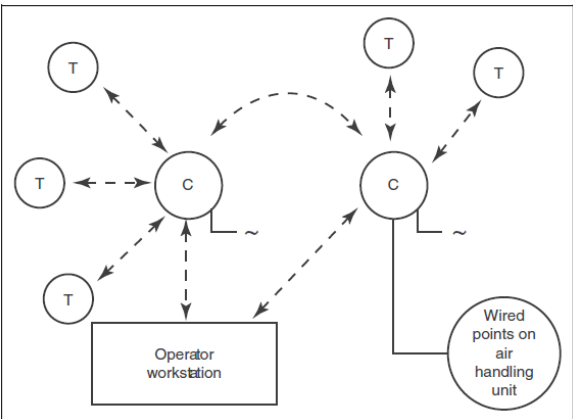 T
T
T
T
C
C
~
~
T
Operator
workstation
Wired
points on
air
handling
unit